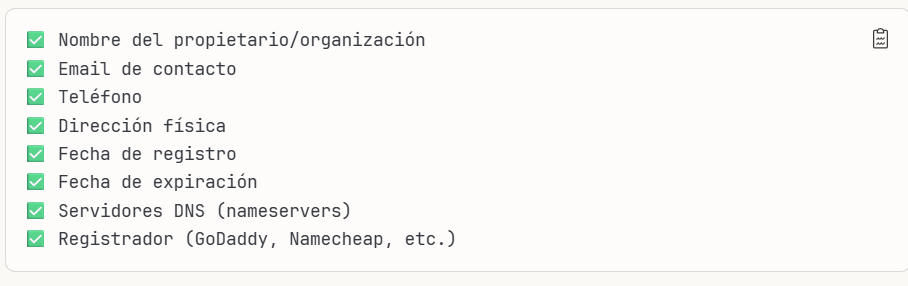 ✅ Nombre del propietario/organización
✅ Email de contacto
✅ Teléfono
✅ Dirección física
✅ Fecha de registro
✅ Fecha de expiración
✅ Servidores DNS (nameservers)
✅ Registrador (GoDaddy, Namecheap, etc.)